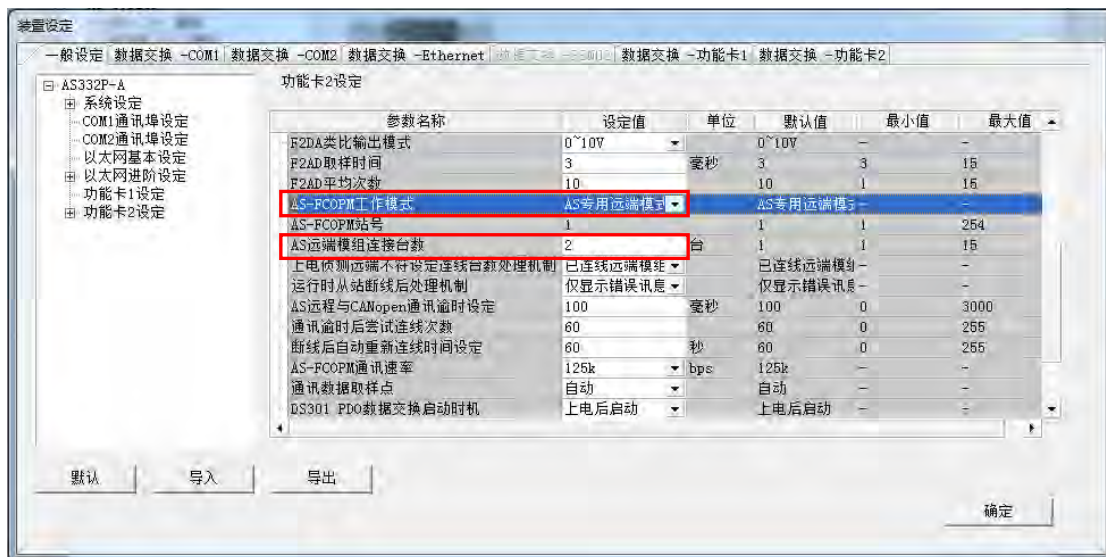 装置设定
一般设定 数据交换 -COM1 数据交换 -COM2 数据交换 -Ethernet 数据交换 -功能卡1 数据交换 -功能卡2
AS332P-A
系统设定
COM1通讯埠设定
COM2通讯埠设定
以太网基本设定
以太网进阶设定
功能卡1设定
功能卡2设定
功能卡2设定
参数名称 设定值 单位 默认值 最小值 最大值
F2DA类比输出模式 0~10V 0~10V - -
F2AD取样时间 3 毫秒 3 3 15
F2AD平均次数 10 10 1 15
AS-FCOPM工作模式 AS专用远端模式 AS专用远端模式 - -
AS-FCOPM站号 1 1 1 254
AS远端模组连接台数 2 台 1 1 15
上电侦测远端不符设定连线台数处理机制 已连线远端模组 已连线远端模组 - -
运行时从站断线后处理机制 仅显示错误讯息 仅显示错误讯息 - -
AS远程与CANopen通讯逾时设定 100 毫秒 100 0 3000
通讯逾时后尝试连线次数 60 60 0 255
断线后自动重新连线时间设定 60 秒 60 0 255
AS-FCOPM通讯速率 125k bps 125k - -
通讯数据取样点 自动 自动 - -
DS301 PDO数据交换启动时机 上电后启动 上电后启动 - -
默认 导入 导出
确定